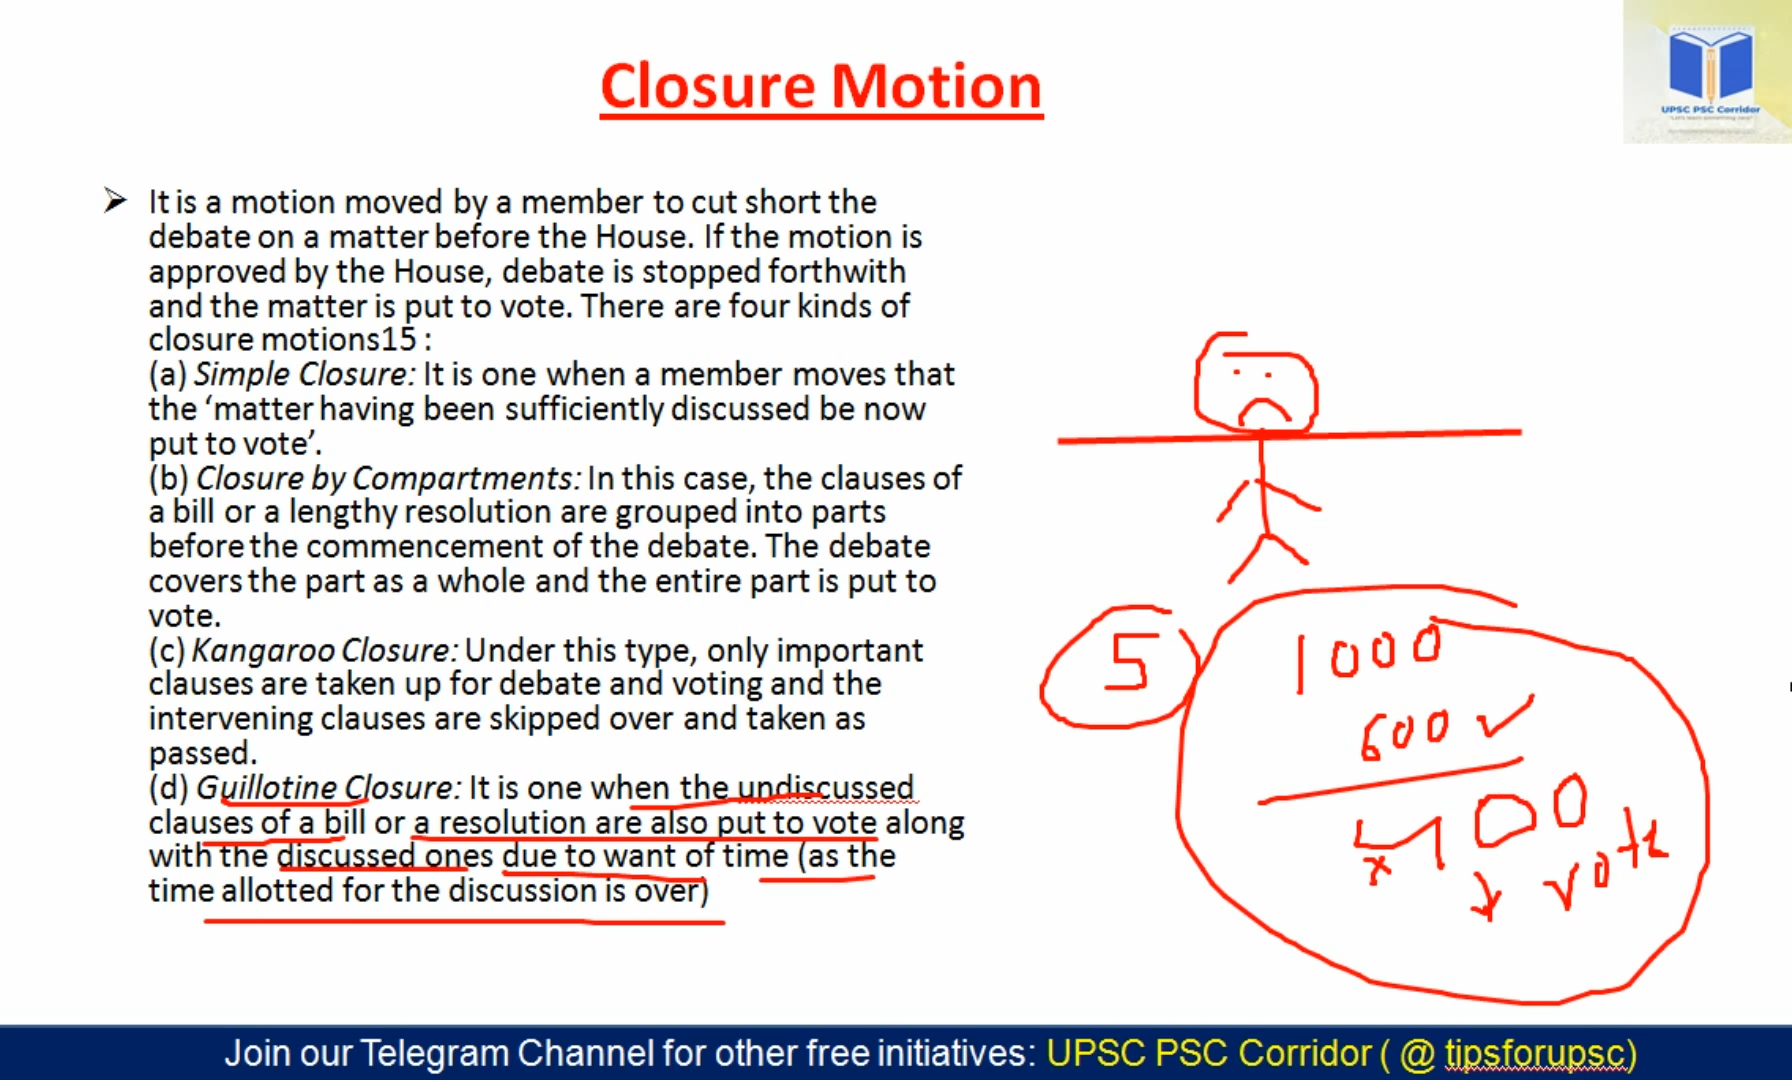 Closure Motion
UPSC PSC Corridor
It is a motion moved by a member to cut short the
debate on a matter before the House. If the motion is
approved by the House, debate is stopped forthwith
and the matter is put to vote. There are four kinds of
closure motions15 :
(a) Simple Closure: It is one when a member moves that
the ‘matter having been sufficiently discussed be now
put to vote’.
(b) Closure by Compartments: In this case, the clauses of
a bill or a lengthy resolution are grouped into parts
before the commencement of the debate. The debate
covers the part as a whole and the entire part is put to
vote.
(c) Kangaroo Closure: Under this type, only important
clauses are taken up for debate and voting and the
intervening clauses are skipped over and taken as
passed.
(d) Guillotine Closure: It is one when the undiscussed
clauses of a bill or a resolution are also put to vote along
with the discussed ones due to want of time (as the
time allotted for the discussion is over)
5
1000
600
400
vote
Join our Telegram Channel for other free initiatives: UPSC PSC Corridor ( @ tipsforupsc)